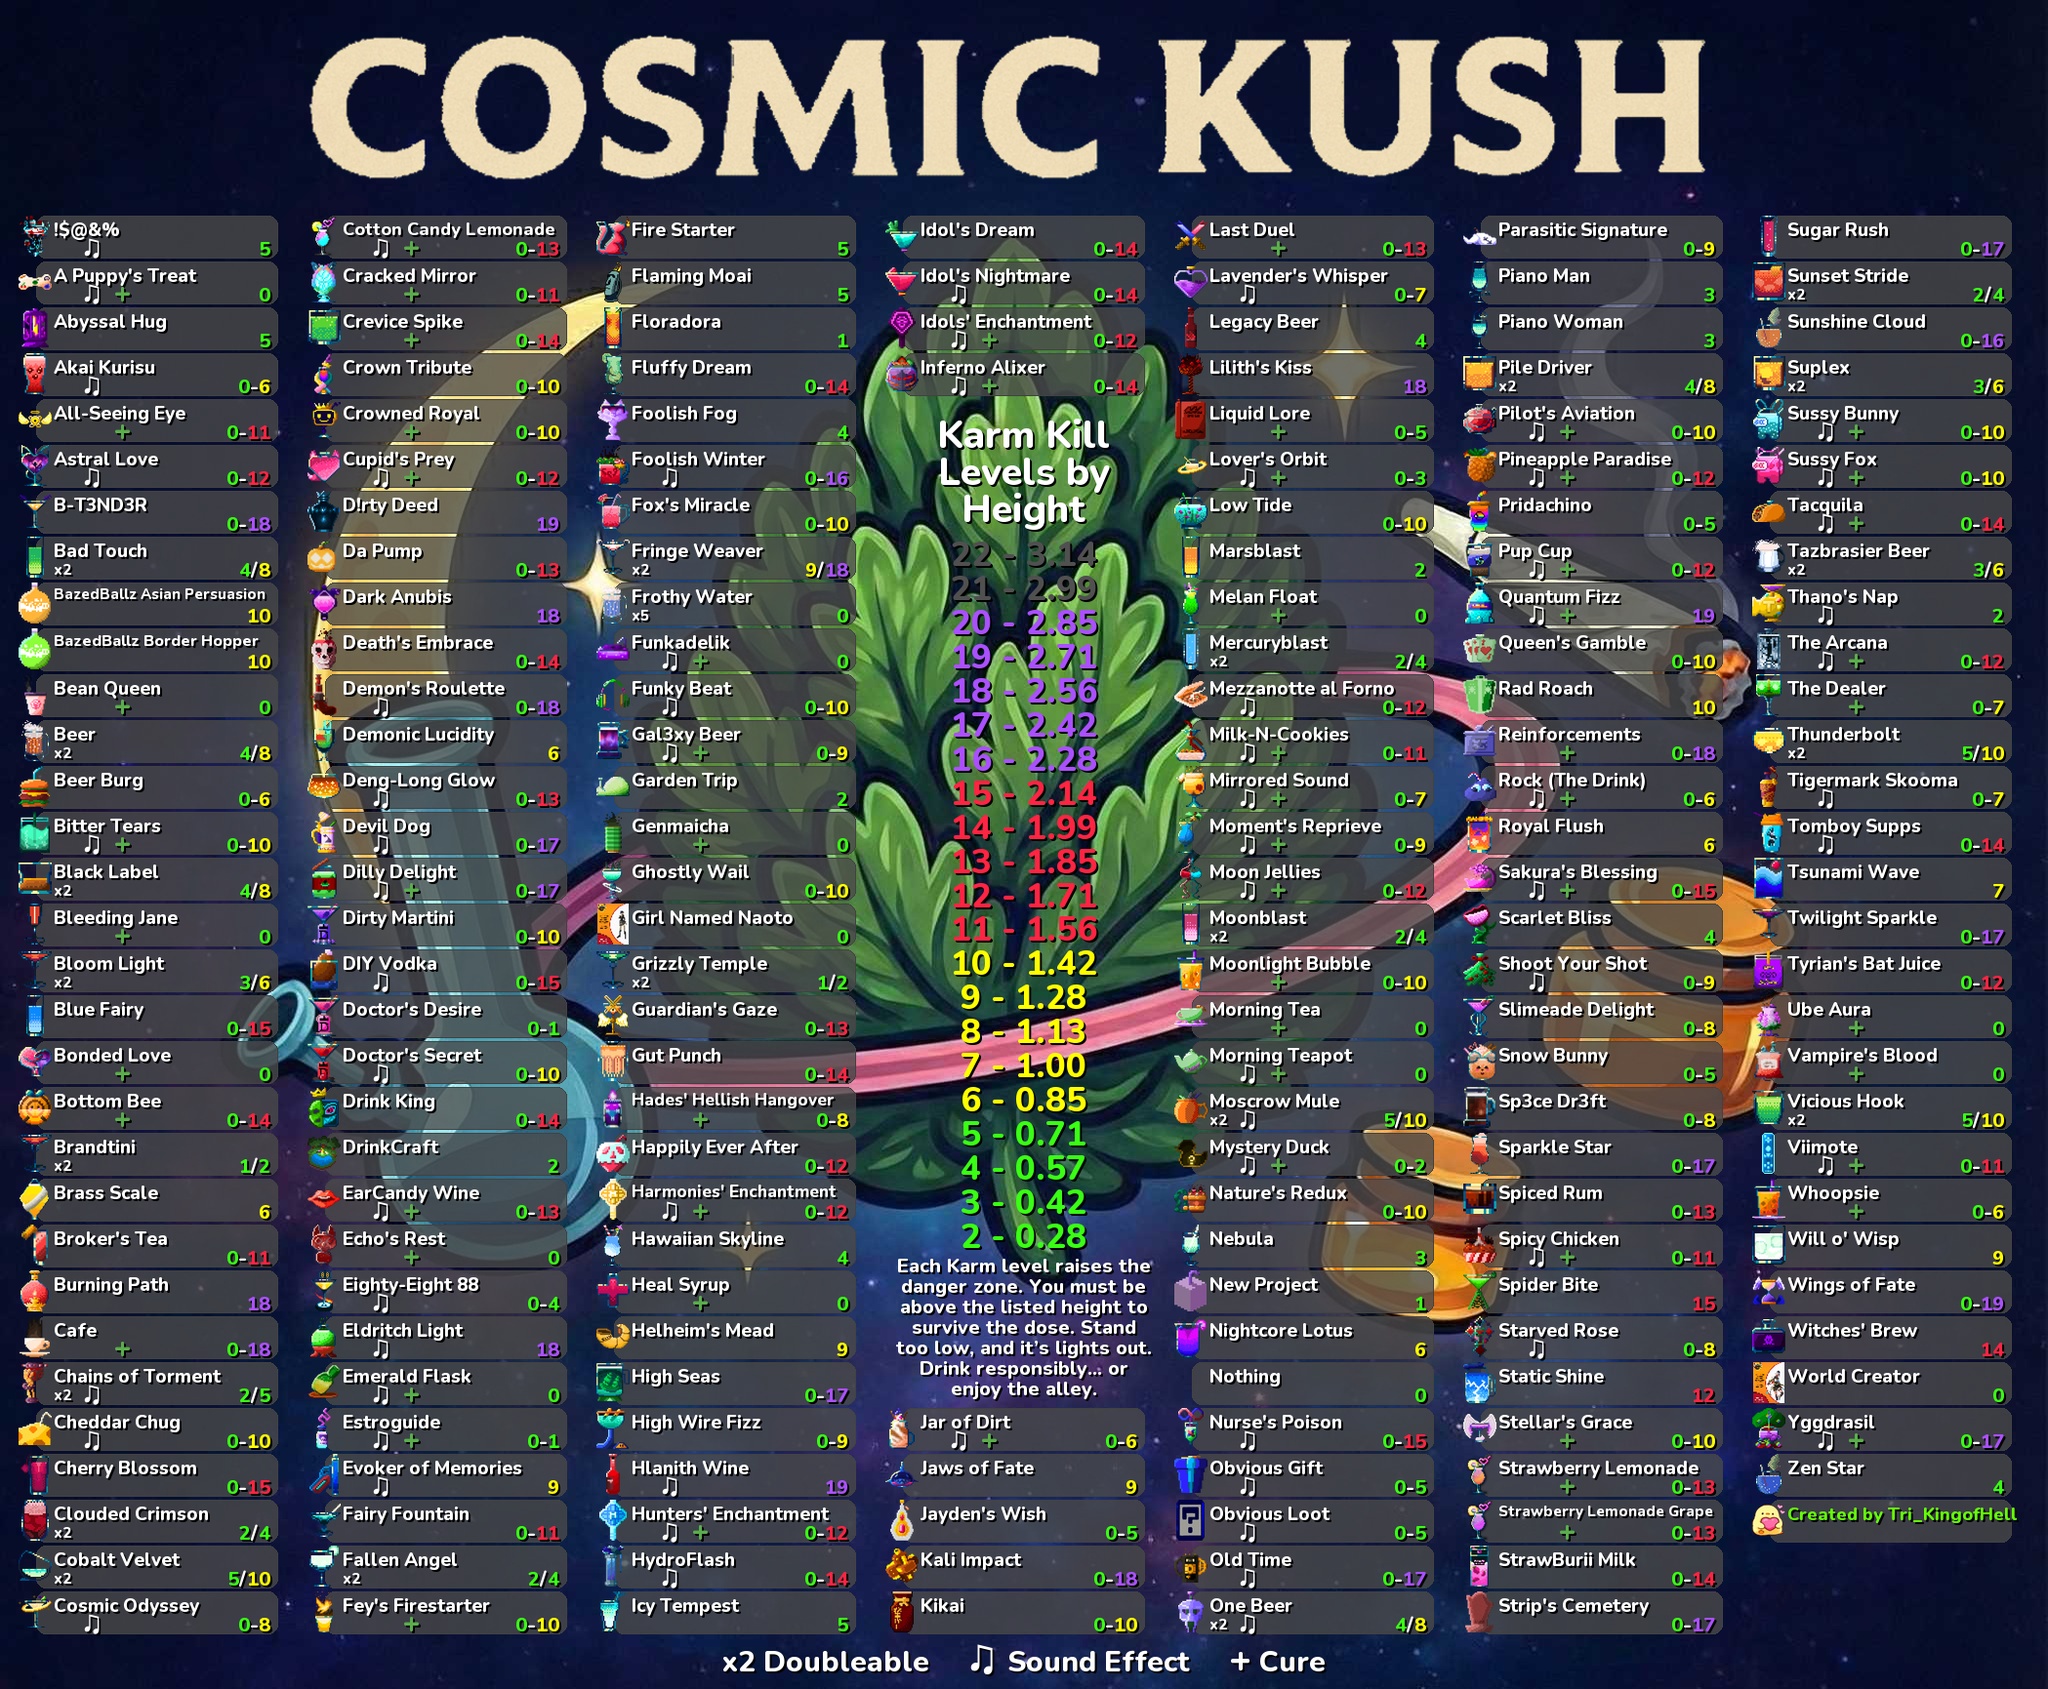 COSMIC KUSH
!$@&%
♫ 5
A Puppy's Treat
♫ + 0
Abyssal Hug
5
Akai Kurisu
♫ 0-6
All-Seeing Eye
+ 0-11
Astral Love
♫ 0-12
B-T3ND3R
0-18
Bad Touch
x2 4/8
BazedBallz Asian Persuasion
10
BazedBallz Border Hopper
10
Bean Queen
+ 0
Beer
x2 4/8
Beer Burg
0-6
Bitter Tears
♫ + 0-10
Black Label
x2 4/8
Bleeding Jane
+ 0
Bloom Light
x2 3/6
Blue Fairy
0-15
Bonded Love
+ 0
Bottom Bee
+ 0-14
Brandtini
x2 1/2
Brass Scale
6
Broker's Tea
0-11
Burning Path
18
Cafe
+ 0-18
Chains of Torment
x2 ♫ 2/5
Cheddar Chug
♫ 0-10
Cherry Blossom
0-15
Clouded Crimson
x2 2/4
Cobalt Velvet
x2 5/10
Cosmic Odyssey
♫ 0-8
Cotton Candy Lemonade
♫ + 0-13
Cracked Mirror
+ 0-11
Crevice Spike
+ 0-14
Crown Tribute
0-10
Crowned Royal
+ 0-10
Cupid's Prey
♫ + 0-12
D!rty Deed
19
Da Pump
0-13
Dark Anubis
18
Death's Embrace
0-14
Demon's Roulette
♫ 0-18
Demonic Lucidity
6
Deng-Long Glow
♫ 0-13
Devil Dog
♫ 0-17
Dilly Delight
♫ + 0-17
Dirty Martini
0-10
DIY Vodka
♫ 0-15
Doctor's Desire
0-1
Doctor's Secret
♫ 0-10
Drink King
0-14
DrinkCraft
2
EarCandy Wine
♫ + 0-13
Echo's Rest
+ 0
Eighty-Eight 88
♫ 0-4
Eldritch Light
♫ 18
Emerald Flask
♫ + 0
Estroguide
♫ + 0-1
Evoker of Memories
♫ 9
Fairy Fountain
0-11
Fallen Angel
x2 2/4
Fey's Firestarter
+ 0-10
Fire Starter
5
Flaming Moai
5
Floradora
1
Fluffy Dream
0-14
Foolish Fog
4
Foolish Winter
♫ 0-16
Fox's Miracle
0-10
Fringe Weaver
x2 9/18
Frothy Water
x5 0
Funkadelik
♫ + 0
Funky Beat
♫ 0-10
Gal3xy Beer
♫ + 0-9
Garden Trip
2
Genmaicha
+ 0
Ghostly Wail
0-10
Girl Named Naoto
0
Grizzly Temple
x2 1/2
Guardian's Gaze
0-13
Gut Punch
0-14
Hades' Hellish Hangover
+ 0-8
Happily Ever After
0-12
Harmonies' Enchantment
♫ + 0-12
Hawaiian Skyline
4
Heal Syrup
+ 0
Helheim's Mead
9
High Seas
0-17
High Wire Fizz
0-9
Hlanith Wine
19
Hunters' Enchantment
♫ + 0-12
HydroFlash
♫ 0-14
Icy Tempest
5
Idol's Dream
0-14
Idol's Nightmare
♫ 0-14
Idols' Enchantment
♫ + 0-12
Inferno Alixer
♫ + 0-14
Karm Kill
Levels by
Height
22 - 3.14
21 - 2.99
20 - 2.85
19 - 2.71
18 - 2.56
17 - 2.42
16 - 2.28
15 - 2.14
14 - 1.99
13 - 1.85
12 - 1.71
11 - 1.56
10 - 1.42
9 - 1.28
8 - 1.13
7 - 1.00
6 - 0.85
5 - 0.71
4 - 0.57
3 - 0.42
2 - 0.28
Each Karm level raises the
danger zone. You must be
above the listed height to
survive the dose. Stand
too low, and it's lights out.
Drink responsibly... or
enjoy the alley.
Jar of Dirt
♫ + 0-6
Jaws of Fate
9
Jayden's Wish
0-5
Kali Impact
0-18
Kikai
0-10
Last Duel
+ 0-13
Lavender's Whisper
♫ 0-7
Legacy Beer
4
Lilith's Kiss
18
Liquid Lore
+ 0-5
Lover's Orbit
♫ + 0-3
Low Tide
0-10
Marsblast
2
Melan Float
0
Mercuryblast
x2 2/4
Mezzanotte al Forno
♫ 0-12
Milk-N-Cookies
♫ + 0-11
Mirrored Sound
♫ + 0-7
Moment's Reprieve
♫ + 0-9
Moon Jellies
♫ + 0-12
Moonblast
x2 2/4
Moonlight Bubble
+ 0-10
Morning Tea
+ 0
Morning Teapot
♫ + 0
Moscrow Mule
x2 ♫ 5/10
Mystery Duck
♫ + 0-2
Nature's Redux
0-10
Nebula
3
New Project
1
Nightcore Lotus
6
Nothing
0
Nurse's Poison
♫ 0-15
Obvious Gift
♫ 0-5
Obvious Loot
♫ 0-5
Old Time
♫ 0-17
One Beer
x2 ♫ 4/8
Parasitic Signature
0-9
Piano Man
3
Piano Woman
3
Pile Driver
x2 4/8
Pilot's Aviation
♫ + 0-10
Pineapple Paradise
♫ + 0-12
Pridachino
0-5
Pup Cup
♫ + 0-12
Quantum Fizz
♫ + 19
Queen's Gamble
0-10
Rad Roach
10
Reinforcements
+ 0-18
Rock (The Drink)
♫ + 0-6
Royal Flush
6
Sakura's Blessing
♫ + 0-15
Scarlet Bliss
4
Shoot Your Shot
♫ 0-9
Slimeade Delight
0-8
Snow Bunny
0-5
Sp3ce Dr3ft
0-8
Sparkle Star
0-17
Spiced Rum
0-13
Spicy Chicken
♫ + 0-11
Spider Bite
15
Starved Rose
♫ 0-8
Static Shine
12
Stellar's Grace
+ 0-10
Strawberry Lemonade
+ 0-13
Strawberry Lemonade Grape
+ 0-13
StrawBurii Milk
0-14
Strip's Cemetery
0-17
Sugar Rush
0-17
Sunset Stride
x2 2/4
Sunshine Cloud
0-16
Suplex
x2 3/6
Sussy Bunny
♫ + 0-10
Sussy Fox
♫ + 0-10
Tacquila
♫ + 0-14
Tazbrasier Beer
x2 3/6
Thano's Nap
♫ 2
The Arcana
♫ + 0-12
The Dealer
+ 0-7
Thunderbolt
x2 5/10
Tigermark Skooma
♫ 0-7
Tomboy Supps
♫ 0-14
Tsunami Wave
7
Twilight Sparkle
0-17
Tyrian's Bat Juice
0-12
Ube Aura
+ 0
Vampire's Blood
+ 0
Vicious Hook
x2 5/10
Viimote
♫ + 0-11
Whoopsie
+ 0-6
Will o' Wisp
9
Wings of Fate
0-19
Witches' Brew
14
World Creator
0
Yggdrasil
♫ + 0-17
Zen Star
4
Created by Tri_KingofHell
x2 Doubleable ♫ Sound Effect + Cure